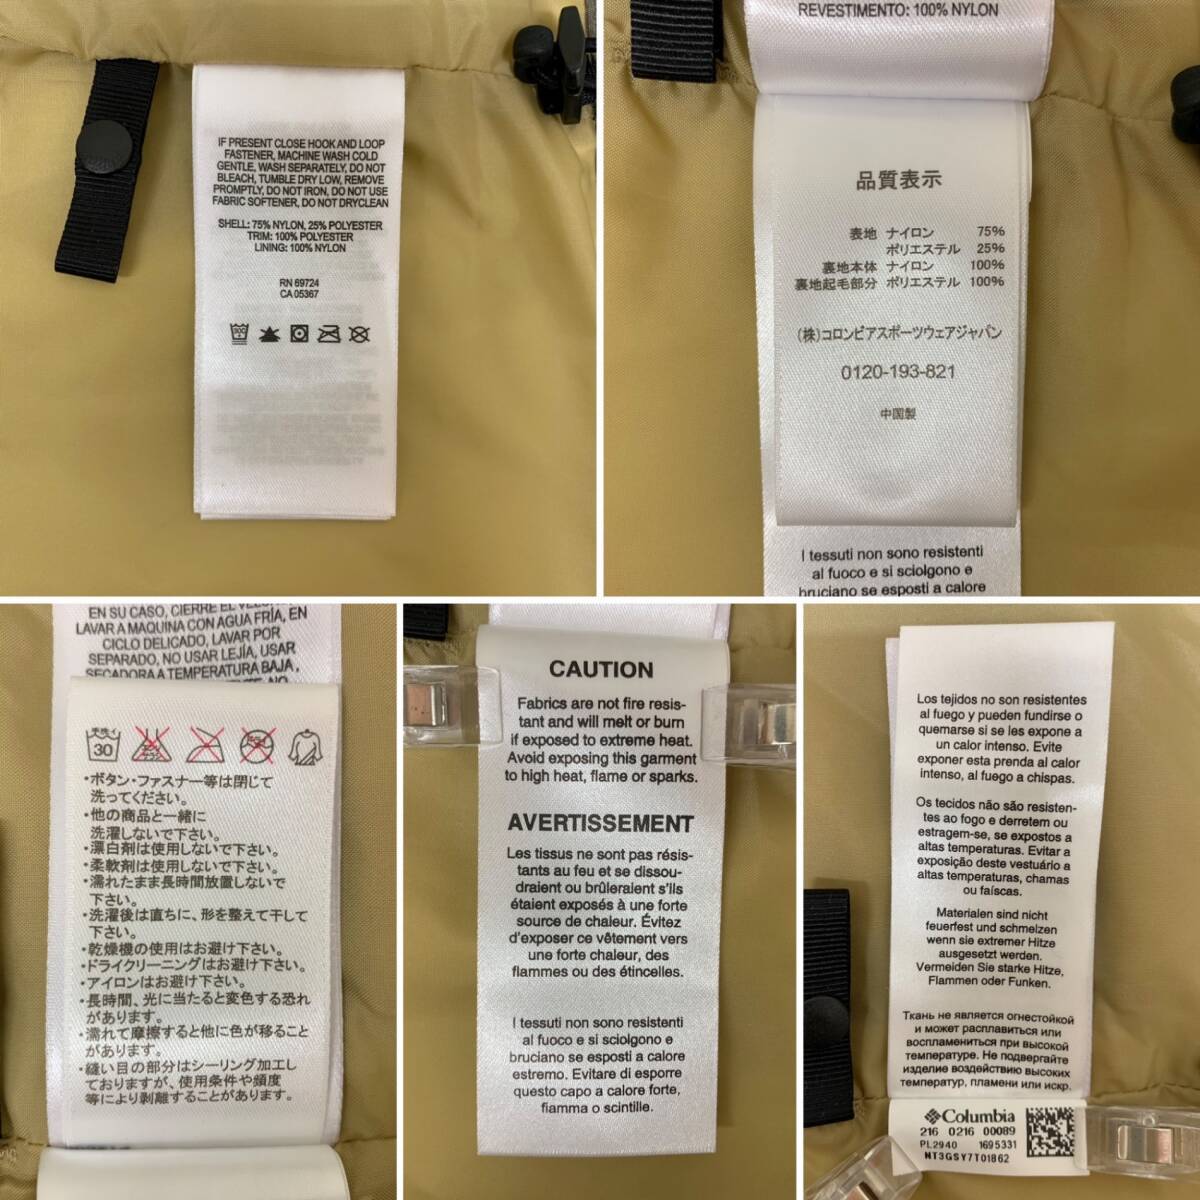 IF PRESENT CLOSE HOOK AND LOOP
FASTENER, MACHINE WASH COLD
GENTLE, WASH SEPARATELY, DO NOT
BLEACH, TUMBLE DRY LOW, REMOVE
PROMPTLY, DO NOT IRON, DO NOT USE
FABRIC SOFTENER, DO NOT DRYCLEAN
SHELL: 75% NYLON, 25% POLYESTER
TRIM: 100% POLYESTER
LINING: 100% NYLON
RN 69724
CA 05367
REVESTIMENTO: 100% NYLON
品質表示
表地 ナイロン 75%
ポリエステル 25%
裏地本体 ナイロン 100%
裏地起毛部分 ポリエステル 100%
(株)コロンビアスポーツウェアジャパン
0120-193-821
中国製
I tessuti non sono resistenti
al fuoco e si sciolgono e
bruciano se esposti a calore
EN SU CASO, CIERRE EL
LAVAR A MAQUINA CON AGUA FRÍA, EN
CICLO DELICADO, LAVAR POR
SEPARADO, NO USAR LEJÍA, USAR
SECADORA A TEMPERATURA BAJA ,
30
・ボタン・ファスナー等は閉じて
洗ってください。
・他の商品と一緒に
洗濯しないで下さい。
・漂白剤は使用しないで下さい。
・柔軟剤は使用しないで下さい。
・濡れたまま長時間放置しないで
下さい。
・洗濯後は直ちに、形を整えて干して
下さい。
・乾燥機の使用はお避け下さい。
・ドライクリーニングはお避け下さい。
・アイロンはお避け下さい。
・長時間、光に当たると変色する恐れ
があります。
・濡れて摩擦すると他に色が移ること
があります。
・縫い目の部分はシーリング加工し
ておりますが、使用条件や頻度
等により剥離することがあります。
CAUTION
Fabrics are not fire resis-
tant and will melt or burn
if exposed to extreme heat.
Avoid exposing this garment
to high heat, flame or sparks.
AVERTISSEMENT
Les tissus ne sont pas résis-
tants au feu et se dissou-
draient ou brûleraient s'ils
étaient exposés à une forte
source de chaleur. Évitez
d'exposer ce vêtement vers
une forte chaleur, des
flammes ou des étincelles.
I tessuti non sono resistenti
al fuoco e si sciolgono e
bruciano se esposti a calore
estremo. Evitare di esporre
questo capo a calore forte,
fiamma o scintille.
Los tejidos no son resistentes
al fuego y pueden fundirse o
quemarse si se les expone a
un calor intenso. Evite
exponer esta prenda al calor
intenso, al fuego a chispas.
Os tecidos não são resisten-
tes ao fogo e derretem ou
estragem-se, se expostos a
altas temperaturas. Evitar a
exposição deste vestuário a
altas temperaturas, chamas
ou faíscas.
Materialen sind nicht
feuerfest und schmelzen
wenn sie extremer Hitze
ausgesetzt werden.
Vermeiden Sie starke Hitze,
Flammen oder Funken.
Ткань не является огнестойкой
и может расплавиться или
воспламениться при высокой
температуре. Не подвергайте
изделие воздействию высоких
температур, пламени или искр.
Columbia
216 0216 00089
PL2940 1695331
NT3GSY7T01862